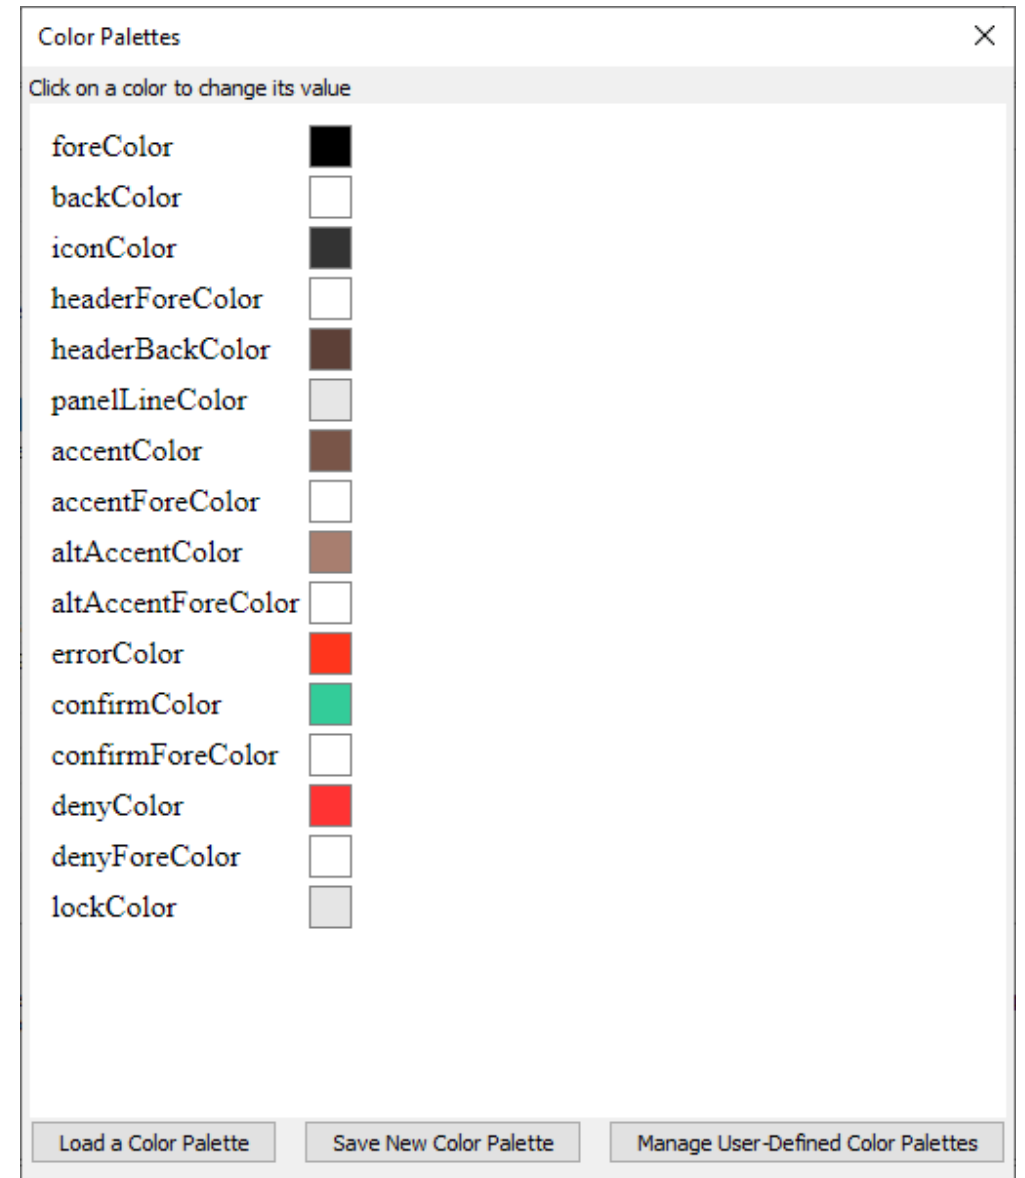 Color Palettes
Click on a color to change its value
foreColor
backColor
iconColor
headerForeColor
headerBackColor
panelLineColor
accentColor
accentForeColor
altAccentColor
altAccentForeColor
errorColor
confirmColor
confirmForeColor
denyColor
denyForeColor
lockColor
Load a Color Palette Save New Color Palette Manage User-Defined Color Palettes